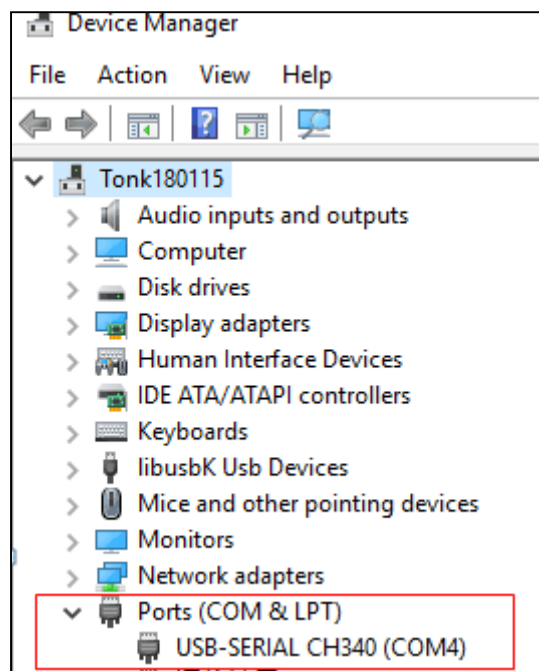 Device Manager
File Action View Help
Tonk180115
Audio inputs and outputs
Computer
Disk drives
Display adapters
Human Interface Devices
IDE ATA/ATAPI controllers
Keyboards
libusbK Usb Devices
Mice and other pointing devices
Monitors
Network adapters
Ports (COM & LPT)
USB-SERIAL CH340 (COM4)